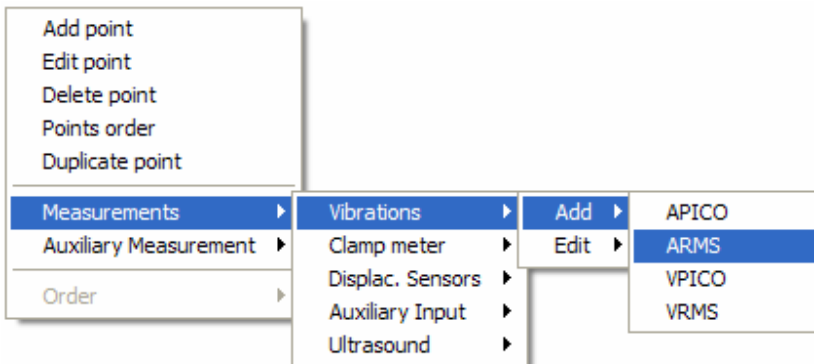 Add point
Edit point
Delete point
Points order
Duplicate point
Measurements
Auxiliary Measurement
Order
Vibrations
Clamp meter
Displac. Sensors
Auxiliary Input
Ultrasound
Add
Edit
APICO
ARMS
VPICO
VRMS